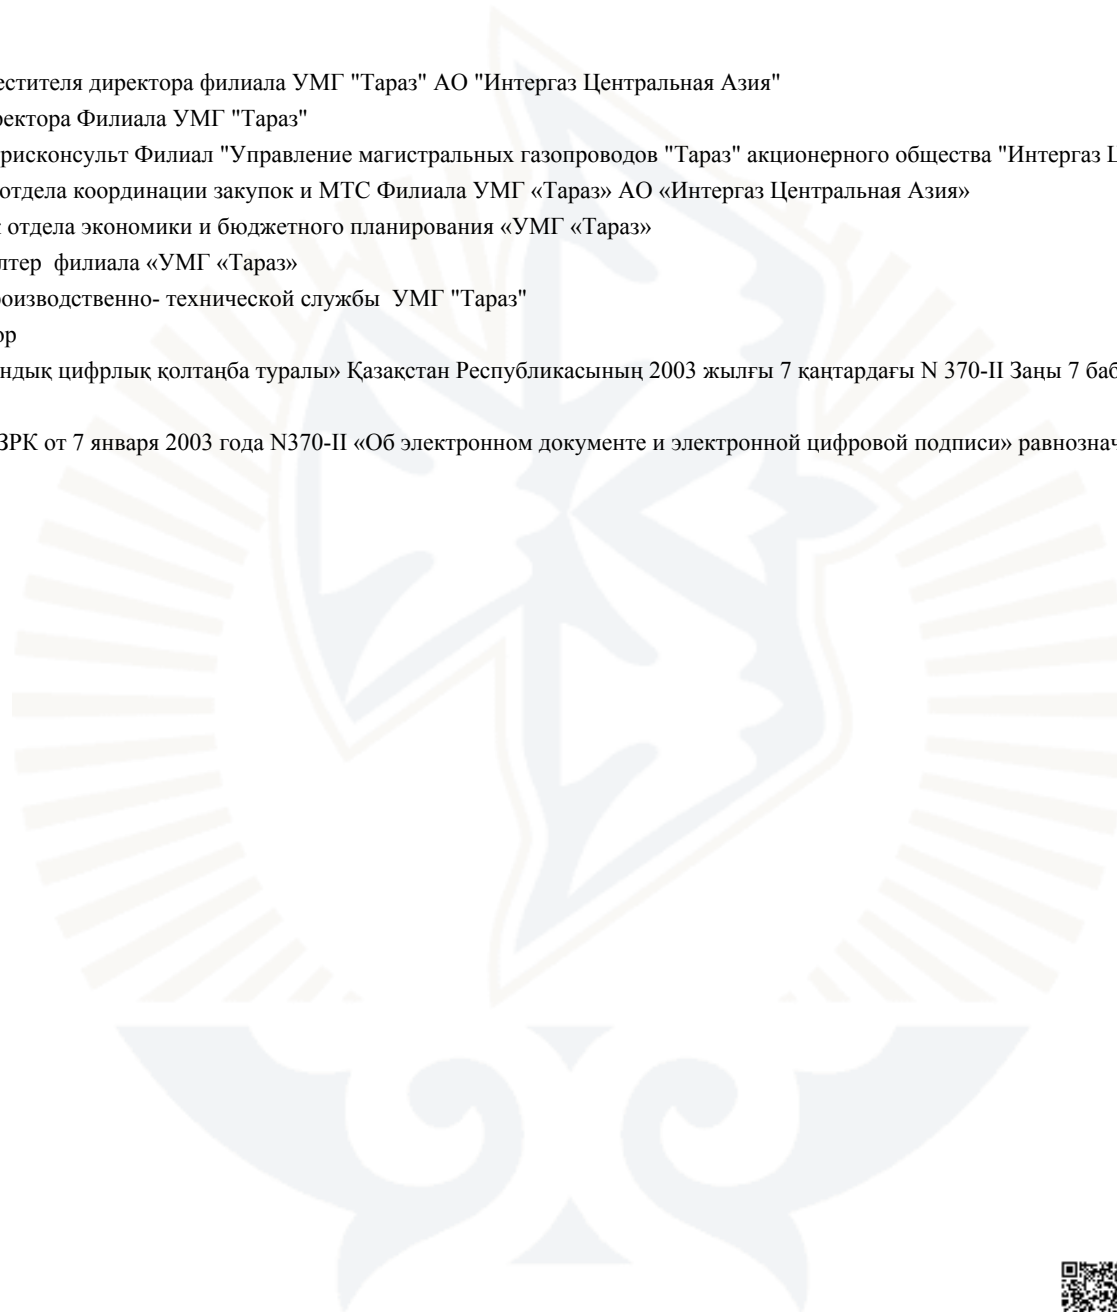 естителя директора филиала УМГ "Тараз" АО "Интергаз Центральная Азия"
ректора Филиала УМГ "Тараз"
рисконсульт Филиал "Управление магистральных газопроводов "Тараз" акционерного общества "Интергаз Ц
отдела координации закупок и МТС Филиала УМГ «Тараз» АО «Интергаз Центральная Азия»
отдела экономики и бюджетного планирования «УМГ «Тараз»
лтер филиала «УМГ «Тараз»
роизводственно- технической службы УМГ "Тараз"
ор
ндық цифрлық қолтаңба туралы» Қазақстан Республикасының 2003 жылғы 7 қаңтардағы N 370-II Заңы 7 баб
ЗРК от 7 января 2003 года N370-II «Об электронном документе и электронной цифровой подписи» равнознач